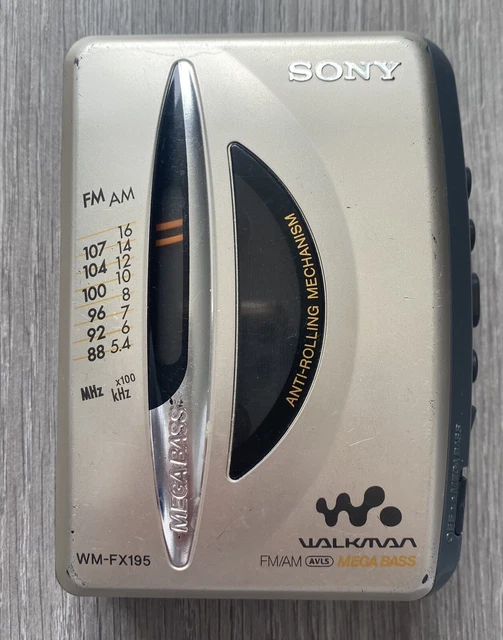 SONY
FM AM
16
107 14
104 12
10
100 8
96 7
92 6
88 5.4
MHz x100 kHz
ANTI-ROLLING MECHANISM
MEGA BASS
WALKMAN
WM-FX195
FM/AM AVLS MEGA BASS